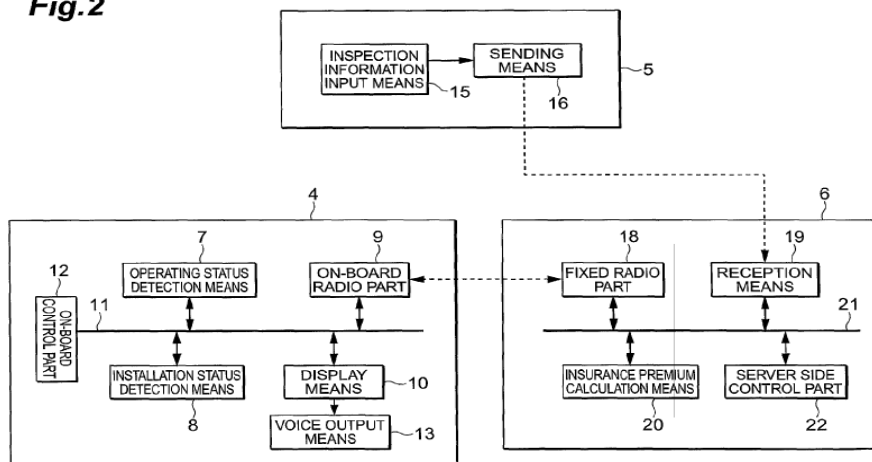 Fig.2
INSPECTION
INFORMATION
INPUT MEANS
15
SENDING
MEANS
16
5
4
6
7
9
18
19
12
OPERATING STATUS
DETECTION MEANS
ON-BOARD
RADIO PART
FIXED RADIO
PART
RECEPTION
MEANS
11
21
ON-BOARD
CONTROL PART
INSTALLATION STATUS
DETECTION MEANS
8
DISPLAY
MEANS
10
INSURANCE PREMIUM
CALCULATION MEANS
20
SERVER SIDE
CONTROL PART
22
VOICE OUTPUT
MEANS
13